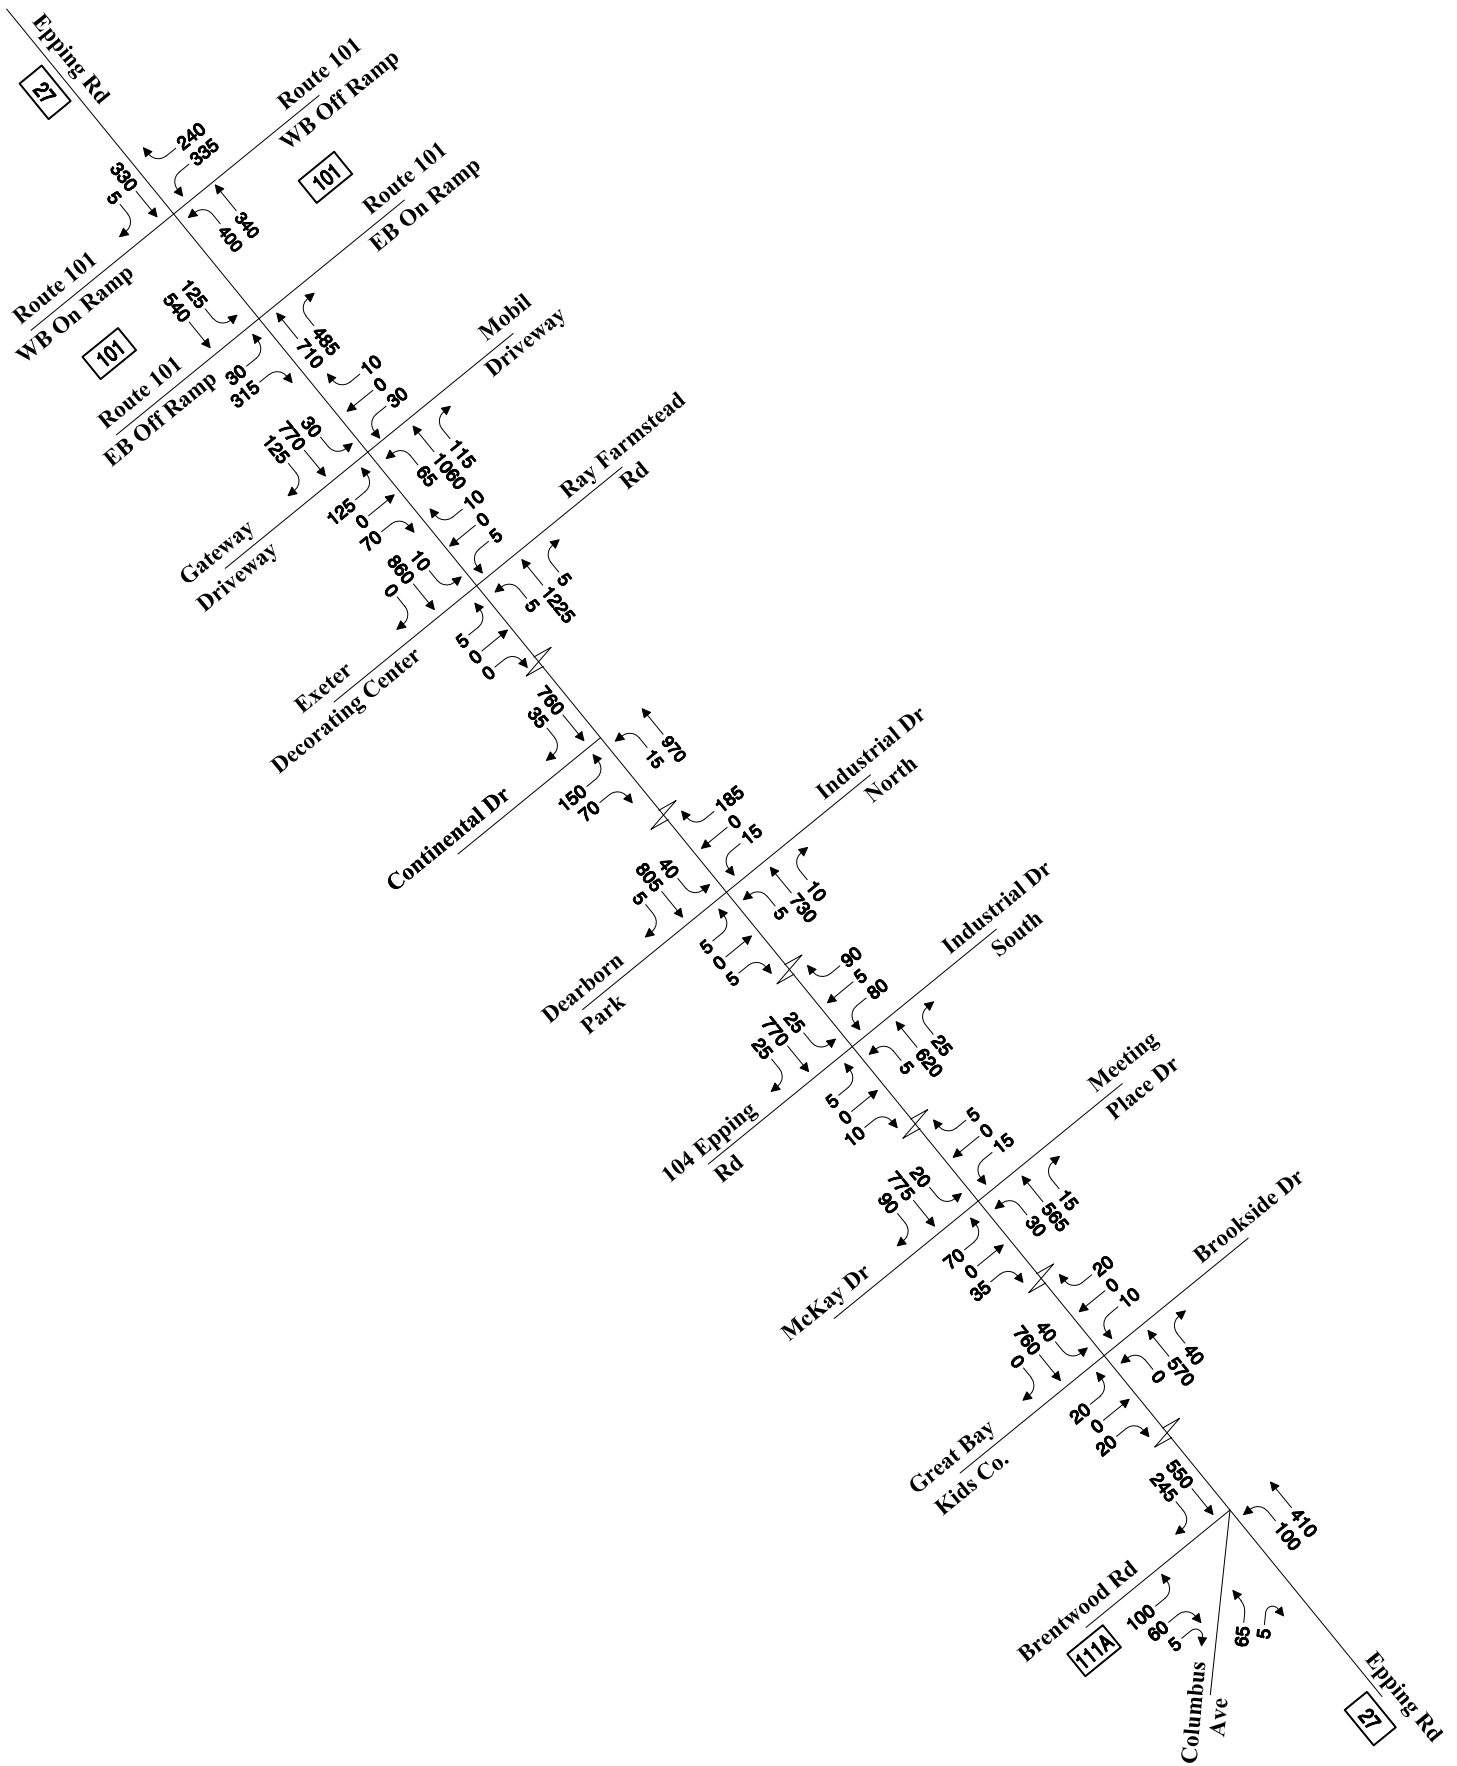 Epping Rd
27
Route 101
WB Off Ramp
240
335
330
5
340
400
101
Route 101
WB On Ramp
Route 101
EB On Ramp
125
540
485
710
101
Route 101
EB Off Ramp
30
315
10
0
30
Mobil
Driveway
30
770
125
115
1060
65
125
0
70
Gateway
Driveway
10
0
5
Ray Farmstead
Rd
10
860
0
5
1225
5
5
0
0
Exeter
Decorating Center
760
35
970
15
150
70
Continental Dr
185
0
15
Industrial Dr
North
40
805
5
10
730
5
5
0
5
Dearborn
Park
90
5
80
Industrial Dr
South
25
770
25
25
620
5
5
0
10
104 Epping
Rd
5
0
15
Meeting
Place Dr
20
775
90
15
565
30
70
0
35
McKay Dr
20
0
10
Brookside Dr
40
760
0
40
570
0
20
0
20
Great Bay
Kids Co.
550
245
410
100
Brentwood Rd
111A
100
60
5
65
5
Columbus
Ave
Epping Rd
27